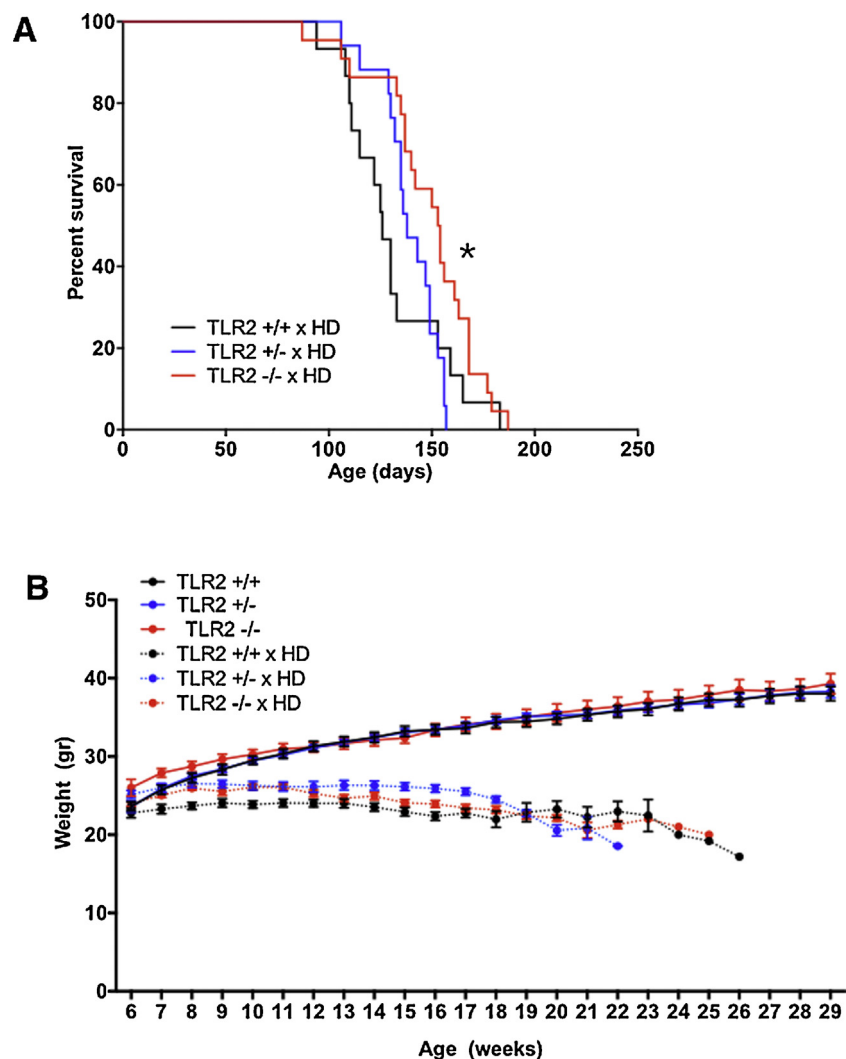 A
100
80
60
40
20
0
Percent survival
*
TLR2 +/+ x HD
TLR2 +/- x HD
TLR2 -/- x HD
0 50 100 150 200 250
Age (days)
B
TLR2 +/+
TLR2 +/-
TLR2 -/-
TLR2 +/+ x HD
TLR2 +/- x HD
TLR2 -/- x HD
50
40
30
20
10
0
Weight (gr)
6 7 8 9 10 11 12 13 14 15 16 17 18 19 20 21 22 23 24 25 26 27 28 29
Age (weeks)